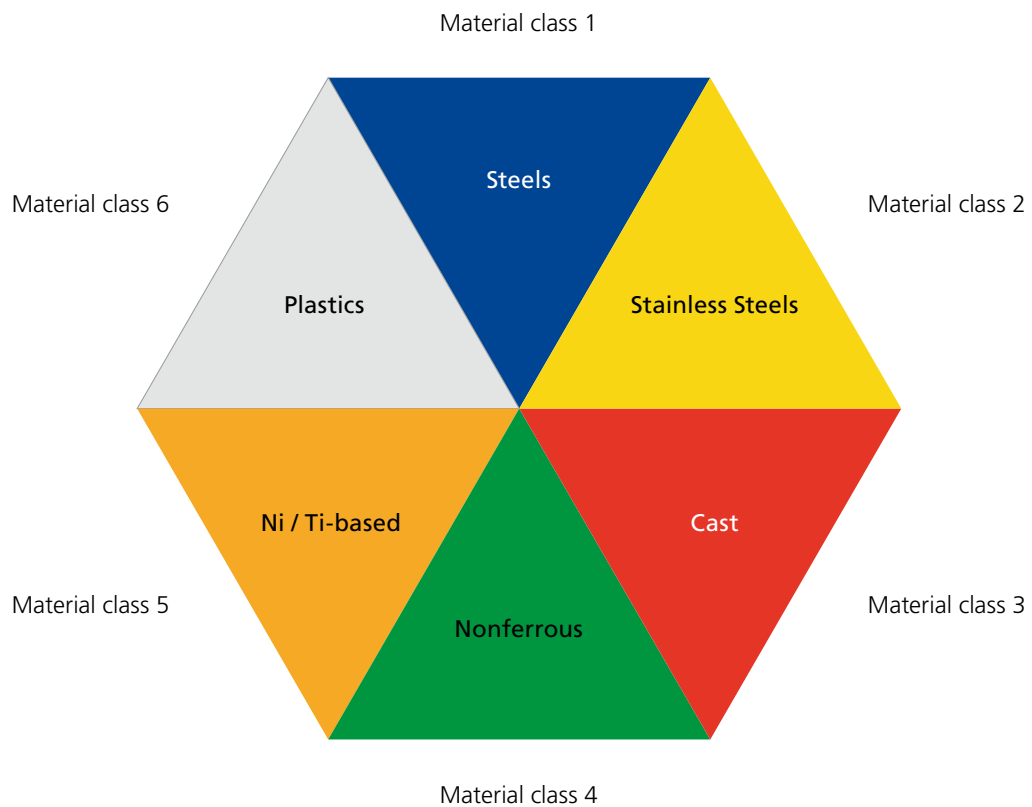 Material class 1
Steels
Material class 6
Material class 2
Plastics
Stainless Steels
Ni / Ti-based
Cast
Material class 5
Material class 3
Nonferrous
Material class 4